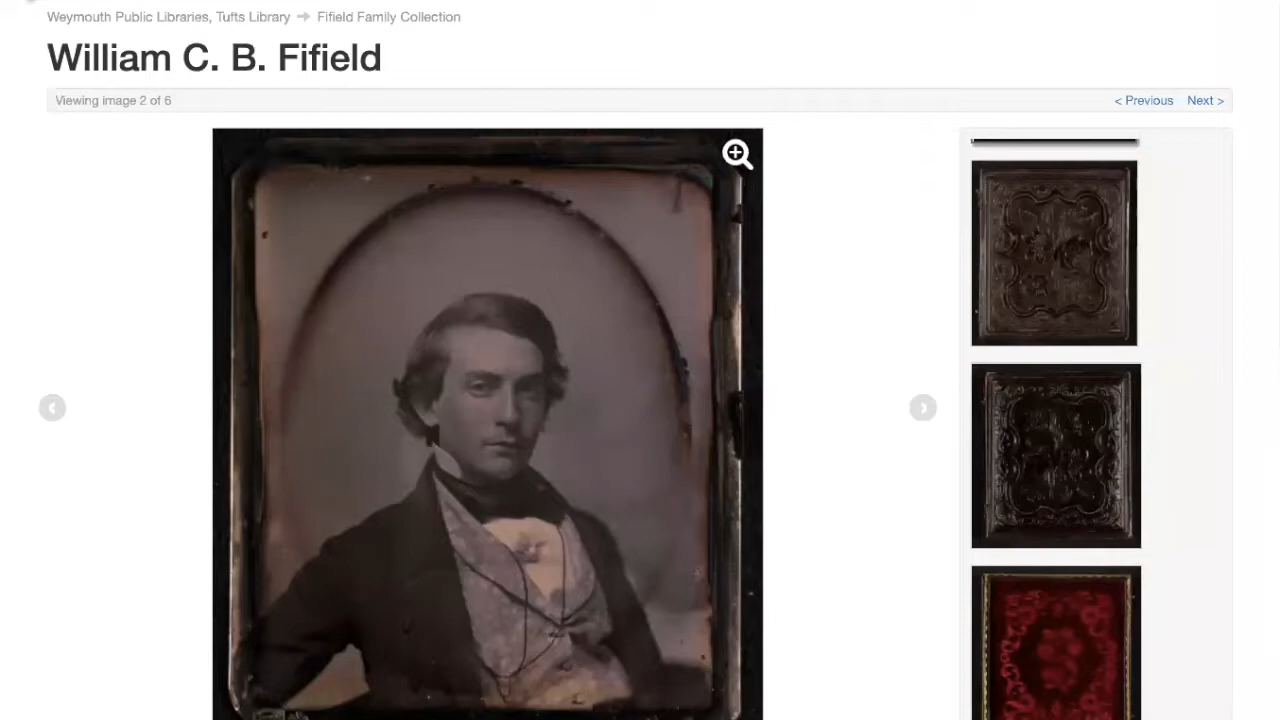 Weymouth Public Libraries, Tufts Library → Fifield Family Collection
William C. B. Fifield
Viewing image 2 of 6
< Previous Next >